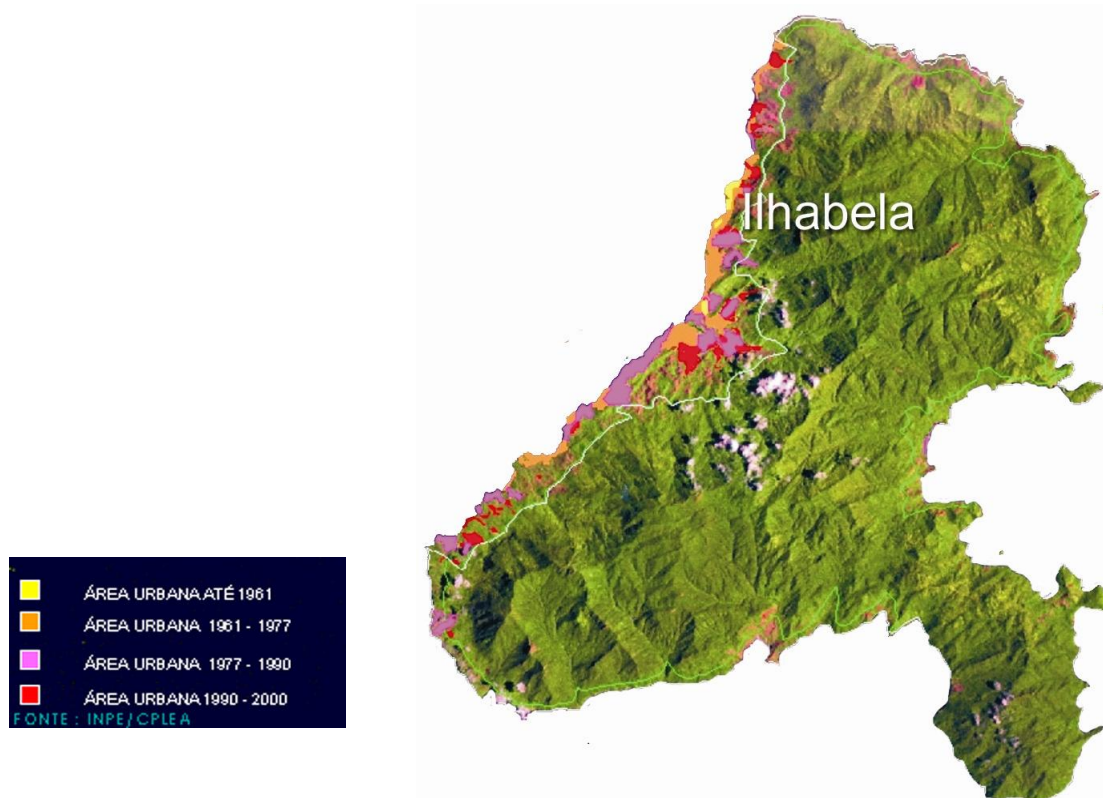 Ilhabela
ÁREA URBANA ATÉ 1961
ÁREA URBANA 1961 - 1977
ÁREA URBANA 1977 - 1990
ÁREA URBANA 1990 - 2000
FONTE : INPE/CPLEA